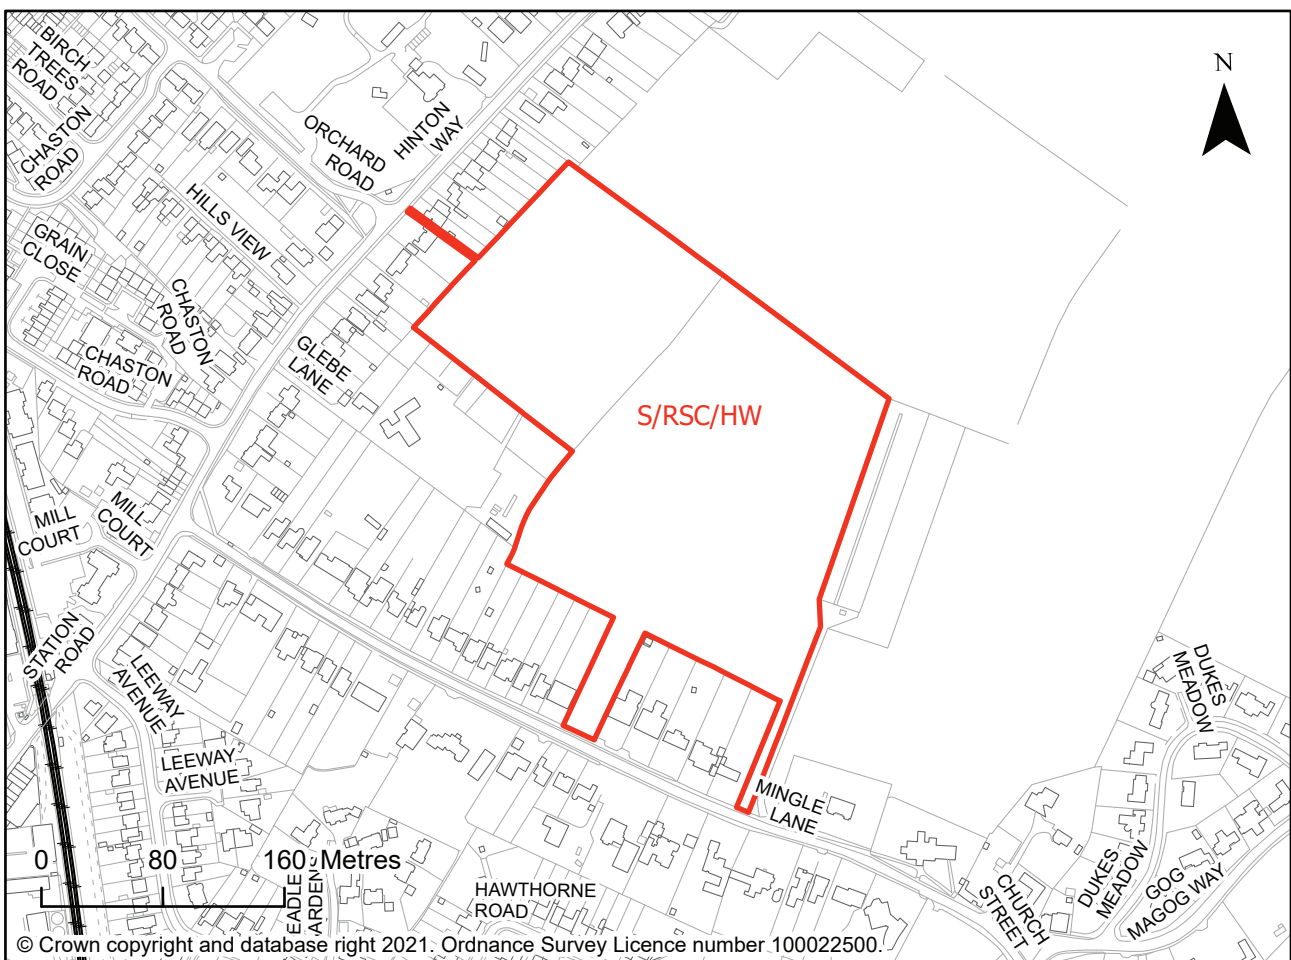 BIRCH
TREES
ROAD
N
CHASTON
ROAD
ORCHARD
ROAD
HINTON
WAY
HILLS VIEW
GRAIN
CLOSE
CHASTON
ROAD
GLEBE
LANE
CHASTON
ROAD
S/RSC/HW
MILL
COURT
MILL
COURT
STATION
ROAD
LEEWAY
AVENUE
DUKES
MEADOW
LEEWAY
AVENUE
MINGLE
LANE
0 80 160 Metres
HAWTHORNE
ROAD
CHURCH
STREET
DUKES
MEADOW
GOG
MAGOG WAY
© Crown copyright and database right 2021. Ordnance Survey Licence number 100022500.